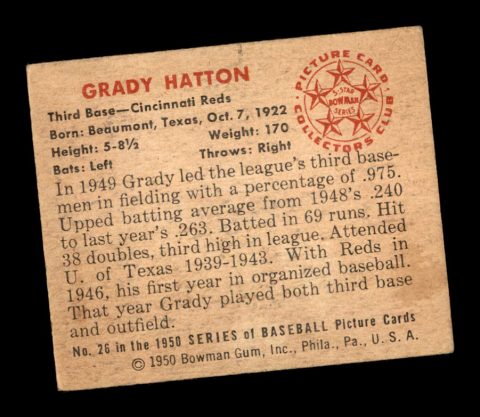 GRADY HATTON
Third Base—Cincinnati Reds
Born: Beaumont, Texas, Oct. 7, 1922
Height: 5-8½ Weight: 170
Bats: Left Throws: Right
PICTURE CARD
COLLECTORS CLUB
5-STAR
BOWMAN
SERIES
In 1949 Grady led the league's third base-
men in fielding with a percentage of .975.
Upped batting average from 1948's .240
to last year's .263. Batted in 69 runs. Hit
38 doubles, third high in league. Attended
U. of Texas 1939-1943. With Reds in
1946, his first year in organized baseball.
That year Grady played both third base
and outfield.
No. 26 in the 1950 SERIES of BASEBALL Picture Cards
© 1950 Bowman Gum, Inc., Phila., Pa., U. S. A.